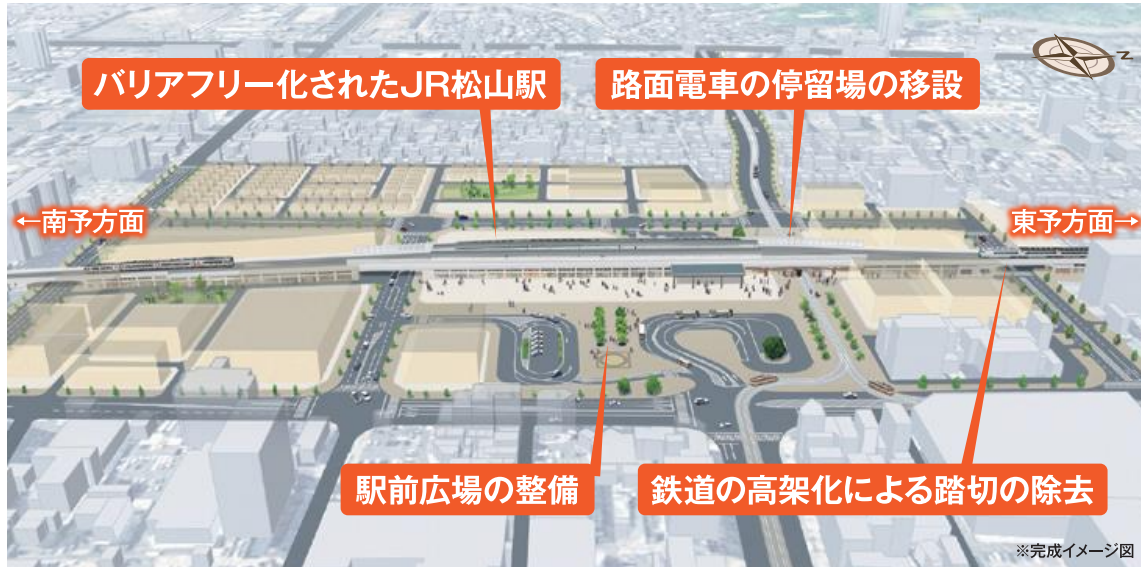 バリアフリー化されたJR松山駅
路面電車の停留場の移設
Z
←南予方面
東予方面→
駅前広場の整備
鉄道の高架化による踏切の除去
※完成イメージ図